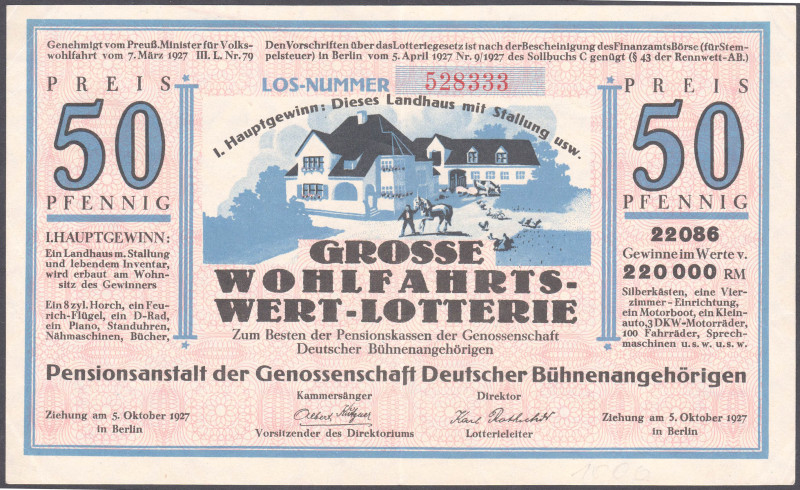 Genehmigt vom Preuß. Minister für Volks-
wohlfahrt vom 7. März 1927 III. L. Nr. 79
Den Vorschriften über das Lotteriegesetz ist nach der Bescheinigung des Finanzamts Börse (für Stem-
pelsteuer) in Berlin vom 5. April 1927 Nr. 9/1927 des Sollbuchs C genügt (§ 43 der Rennwett-AB.)
PREIS
50
PFENNIG
LOS-NUMMER 528333
I. Hauptgewinn: Dieses Landhaus mit Stallung usw.
PREIS
50
PFENNIG
I. HAUPTGEWINN:
Ein Landhaus m. Stallung
und lebendem Inventar,
wird erbaut am Wohn-
sitz des Gewinners
Ein 8 zyl. Horch, ein Feu-
rich-Flügel, ein D-Rad,
ein Piano, Standuhren,
Nähmaschinen, Bücher,
GROSSE
WOHLFAHRTS-
WERT-LOTTERIE
Zum Besten der Pensionskassen der Genossenschaft
Deutscher Bühnenangehörigen
22086
Gewinne im Werte v.
220000 RM
Silberkästen, eine Vier-
zimmer-Einrichtung,
ein Motorboot, ein Klein-
auto, 3 DKW-Motorräder,
100 Fahrräder, Sprech-
maschinen u. s. w. u. s. w.
Pensionsanstalt der Genossenschaft Deutscher Bühnenangehörigen
Ziehung am 5. Oktober 1927
in Berlin
Kammersänger
Albert
Vorsitzender des Direktoriums
Direktor
Karl
Lotterieleiter
Ziehung am 5. Oktober 1927
in Berlin